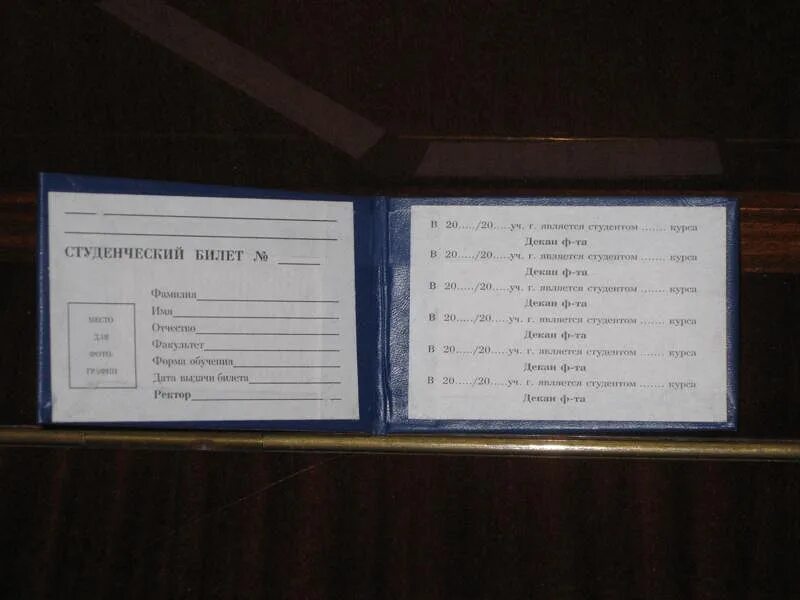 СТУДЕНЧЕСКИЙ БИЛЕТ № ____
Фамилия
Имя
Отчество
Факультет
Форма обучения
Дата выдачи билета
Ректор
МЕСТО
ДЛЯ
ФОТО-
ГРАФИИ
В 20...../20.....уч. г. является студентом ....... курса
Декан ф-та
В 20...../20.....уч. г. является студентом ....... курса
Декан ф-та
В 20...../20.....уч. г. является студентом ....... курса
Декан ф-та
В 20...../20.....уч. г. является студентом ....... курса
Декан ф-та
В 20...../20.....уч. г. является студентом ....... курса
Декан ф-та
В 20...../20.....уч. г. является студентом ....... курса
Декан ф-та